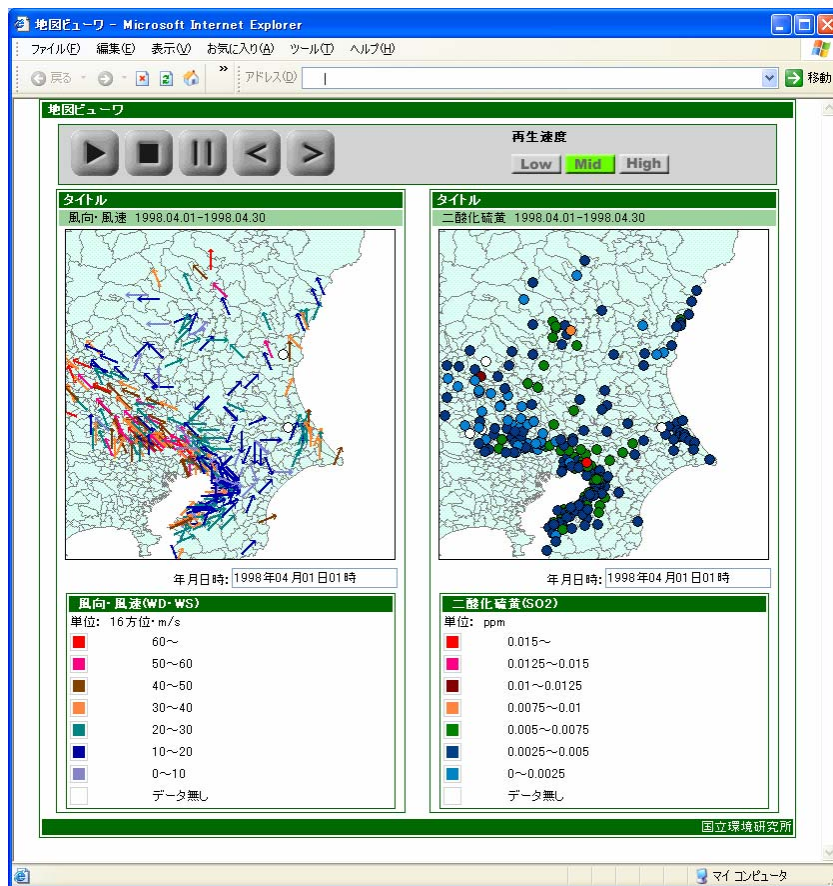 地図ビューワ - Microsoft Internet Explorer
ファイル(F) 編集(E) 表示(V) お気に入り(A) ツール(T) ヘルプ(H)
戻る » アドレス(D) 移動
地図ビューワ
再生速度
Low Mid High
タイトル
風向・風速 1998.04.01-1998.04.30
年月日時: 1998年04月01日01時
風向・風速(WD・WS)
単位: 16方位・m/s
60～
50～60
40～50
30～40
20～30
10～20
0～10
データ無し
タイトル
二酸化硫黄 1998.04.01-1998.04.30
年月日時: 1998年04月01日01時
二酸化硫黄(SO2)
単位: ppm
0.015～
0.0125～0.015
0.01～0.0125
0.0075～0.01
0.005～0.0075
0.0025～0.005
0～0.0025
データ無し
国立環境研究所
マイ コンピュータ